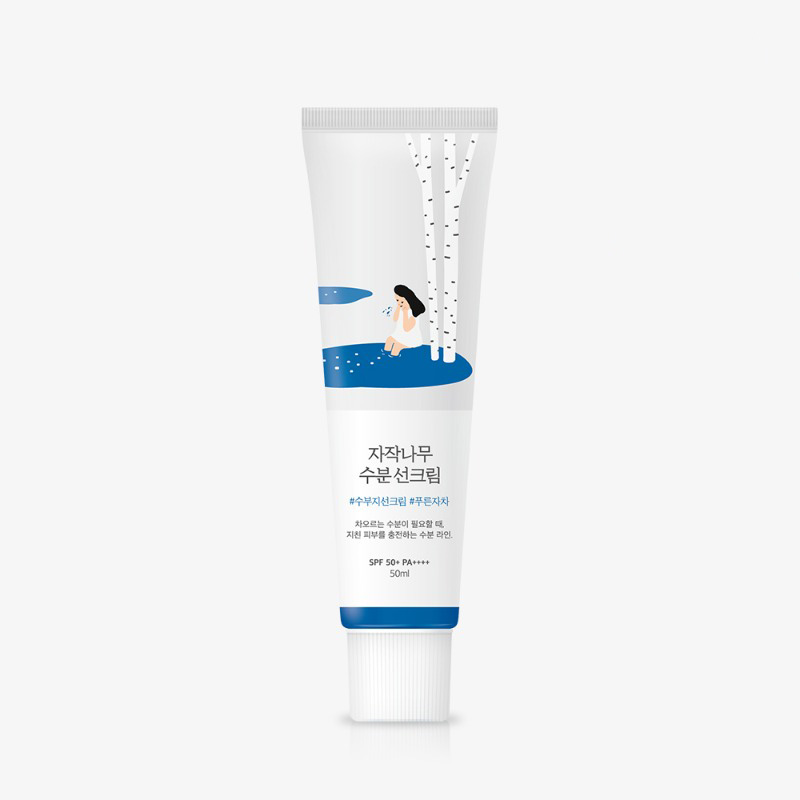 자작나무
수분 선크림
#수부지선크림 #푸른자차
차오르는 수분이 필요할 때,
지친 피부를 충전하는 수분 라인.
SPF 50+ PA++++
50ml